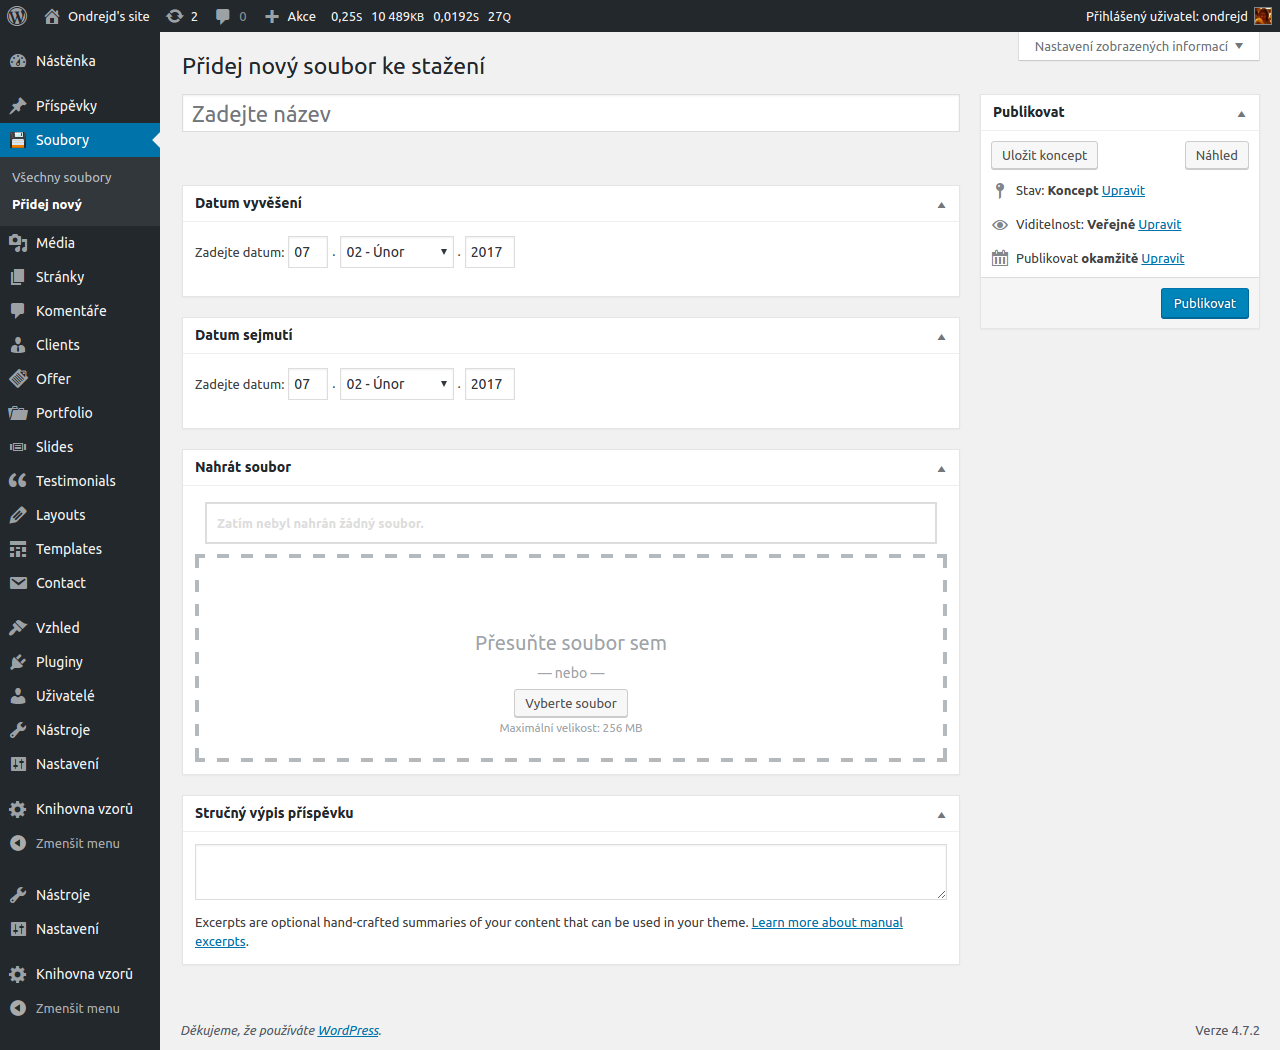 Ondrejd's site 2 0 Akce 0,25S 10 489KB 0,0192S 27Q Přihlášený uživatel: ondrejd
Nástěnka
Příspěvky
Soubory
Všechny soubory
Přidej nový
Média
Stránky
Komentáře
Clients
Offer
Portfolio
Slides
Testimonials
Layouts
Templates
Contact
Vzhled
Pluginy
Uživatelé
Nástroje
Nastavení
Knihovna vzorů
Zmenšit menu
Nástroje
Nastavení
Knihovna vzorů
Zmenšit menu
Nastavení zobrazených informací
Přidej nový soubor ke stažení
Zadejte název
Datum vyvěšení
Zadejte datum: 07 . 02 - Únor . 2017
Datum sejmutí
Zadejte datum: 07 . 02 - Únor . 2017
Nahrát soubor
Zatím nebyl nahrán žádný soubor.
Přesuňte soubor sem
— nebo —
Vyberte soubor
Maximální velikost: 256 MB
Stručný výpis příspěvku
Excerpts are optional hand-crafted summaries of your content that can be used in your theme. Learn more about manual
excerpts.
Publikovat
Uložit koncept Náhled
Stav: Koncept Upravit
Viditelnost: Veřejné Upravit
Publikovat okamžitě Upravit
Publikovat
Děkujeme, že používáte WordPress. Verze 4.7.2